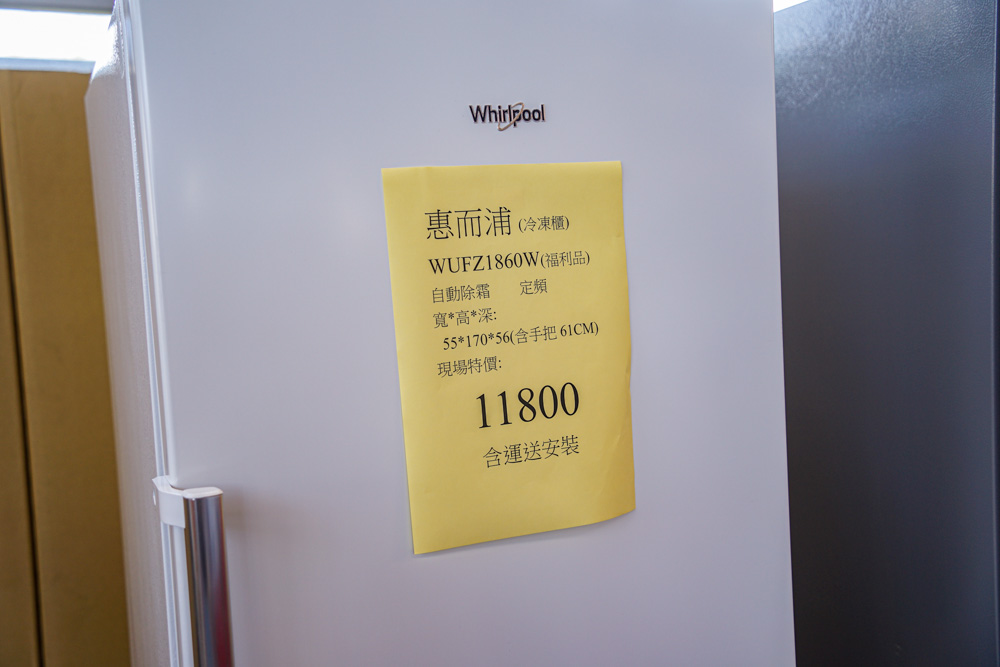 Whirlpool
惠而浦 (冷凍櫃)
WUFZ1860W(福利品)
自動除霜 定頻
寬*高*深:
55*170*56(含手把 61CM)
現場特價:
11800
含運送安裝